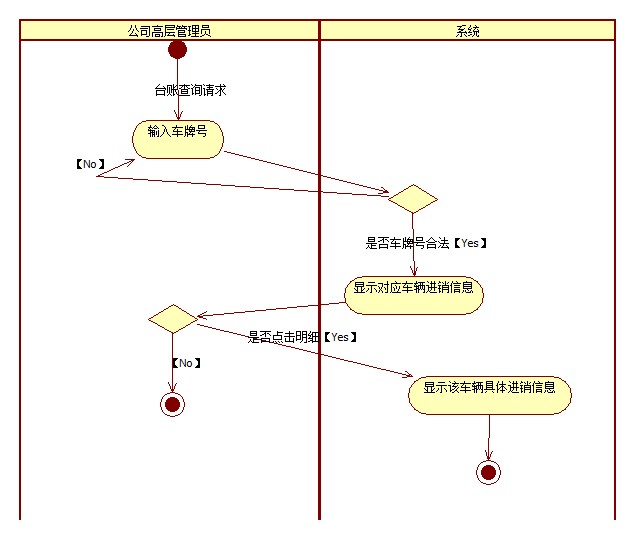 公司高层管理员
系统
台账查询请求
输入车牌号
【No】
是否车牌号合法【Yes】
显示对应车辆进销信息
是否点击明细【Yes】
【No】
显示该车辆具体进销信息